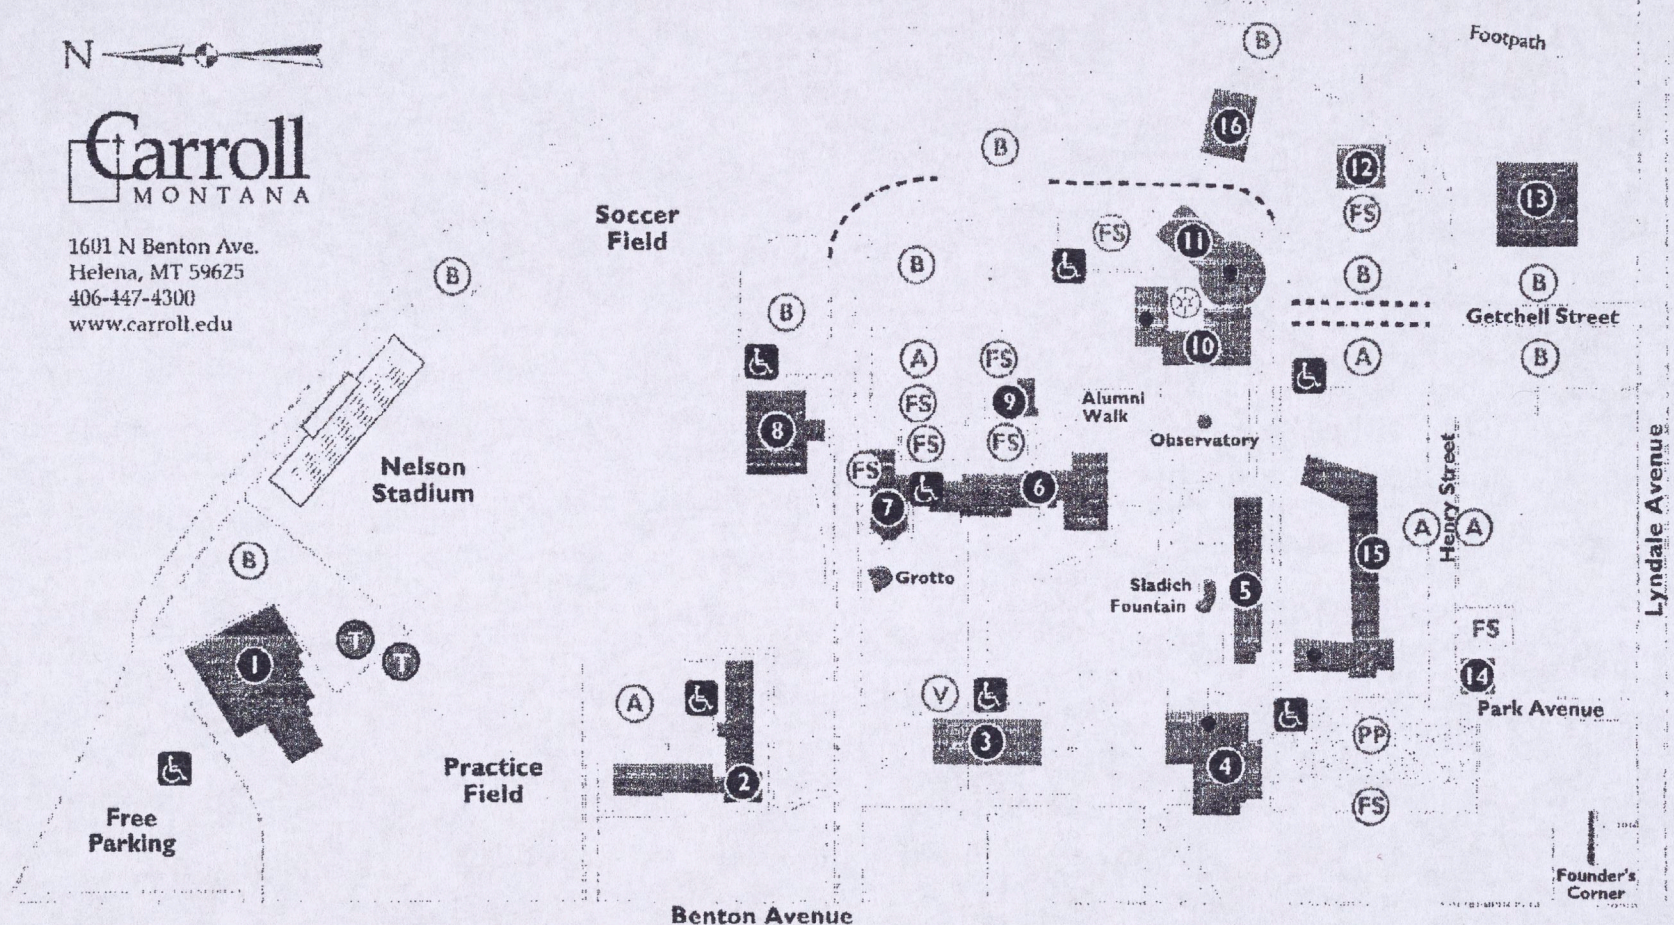 N
Carroll
MONTANA
1601 N Benton Ave.
Helena, MT 59625
406-447-4300
www.carroll.edu
B
Footpath
16
B
12
13
Soccer
Field
FS
FS
11
B
B
B
B
B
Getchell Street
10
A
FS
A
B
9
Alumni
Walk
FS
8
Observatory
FS
FS
Nelson
Stadium
FS
6
7
Henry Street
Lyndale Avenue
A
A
15
B
Grotto
Sladich
Fountain
5
FS
T
T
1
14
A
V
Park Avenue
3
PP
4
2
Practice
Field
FS
Free
Parking
Founder's
Corner
Benton Avenue